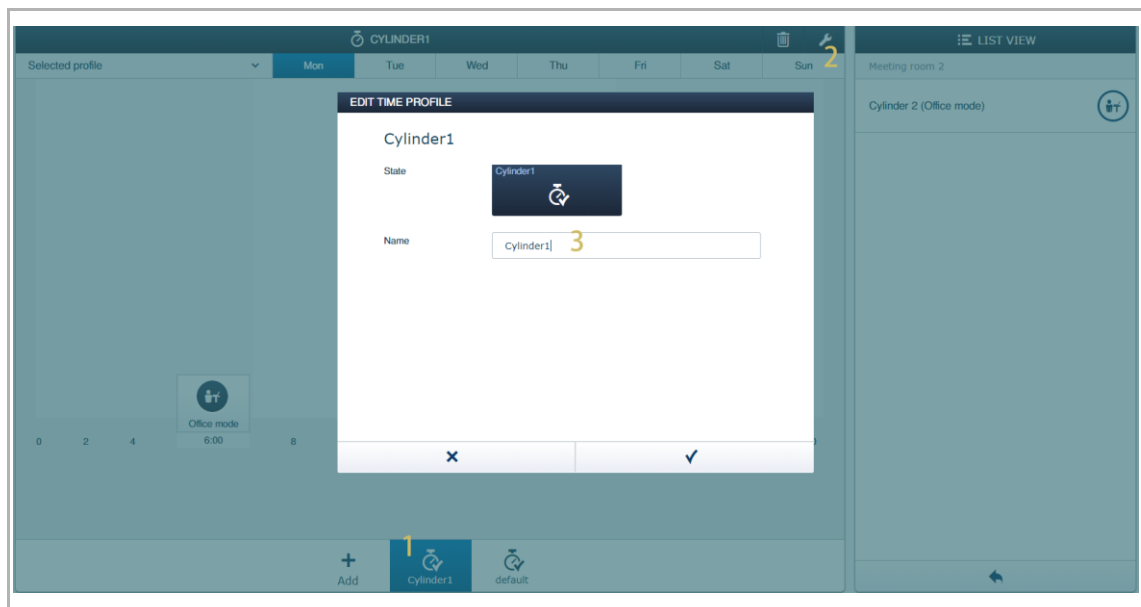 CYLINDER1
2
LIST VIEW
Selected profile
Mon
Tue
Wed
Thu
Fri
Sat
Sun
Meeting room 2
Cylinder 2 (Office mode)
EDIT TIME PROFILE
Cylinder1
State
Cylinder1
Name
Cylinder1
3
Office mode
0
2
4
6:00
8
1
Add
Cylinder1
default